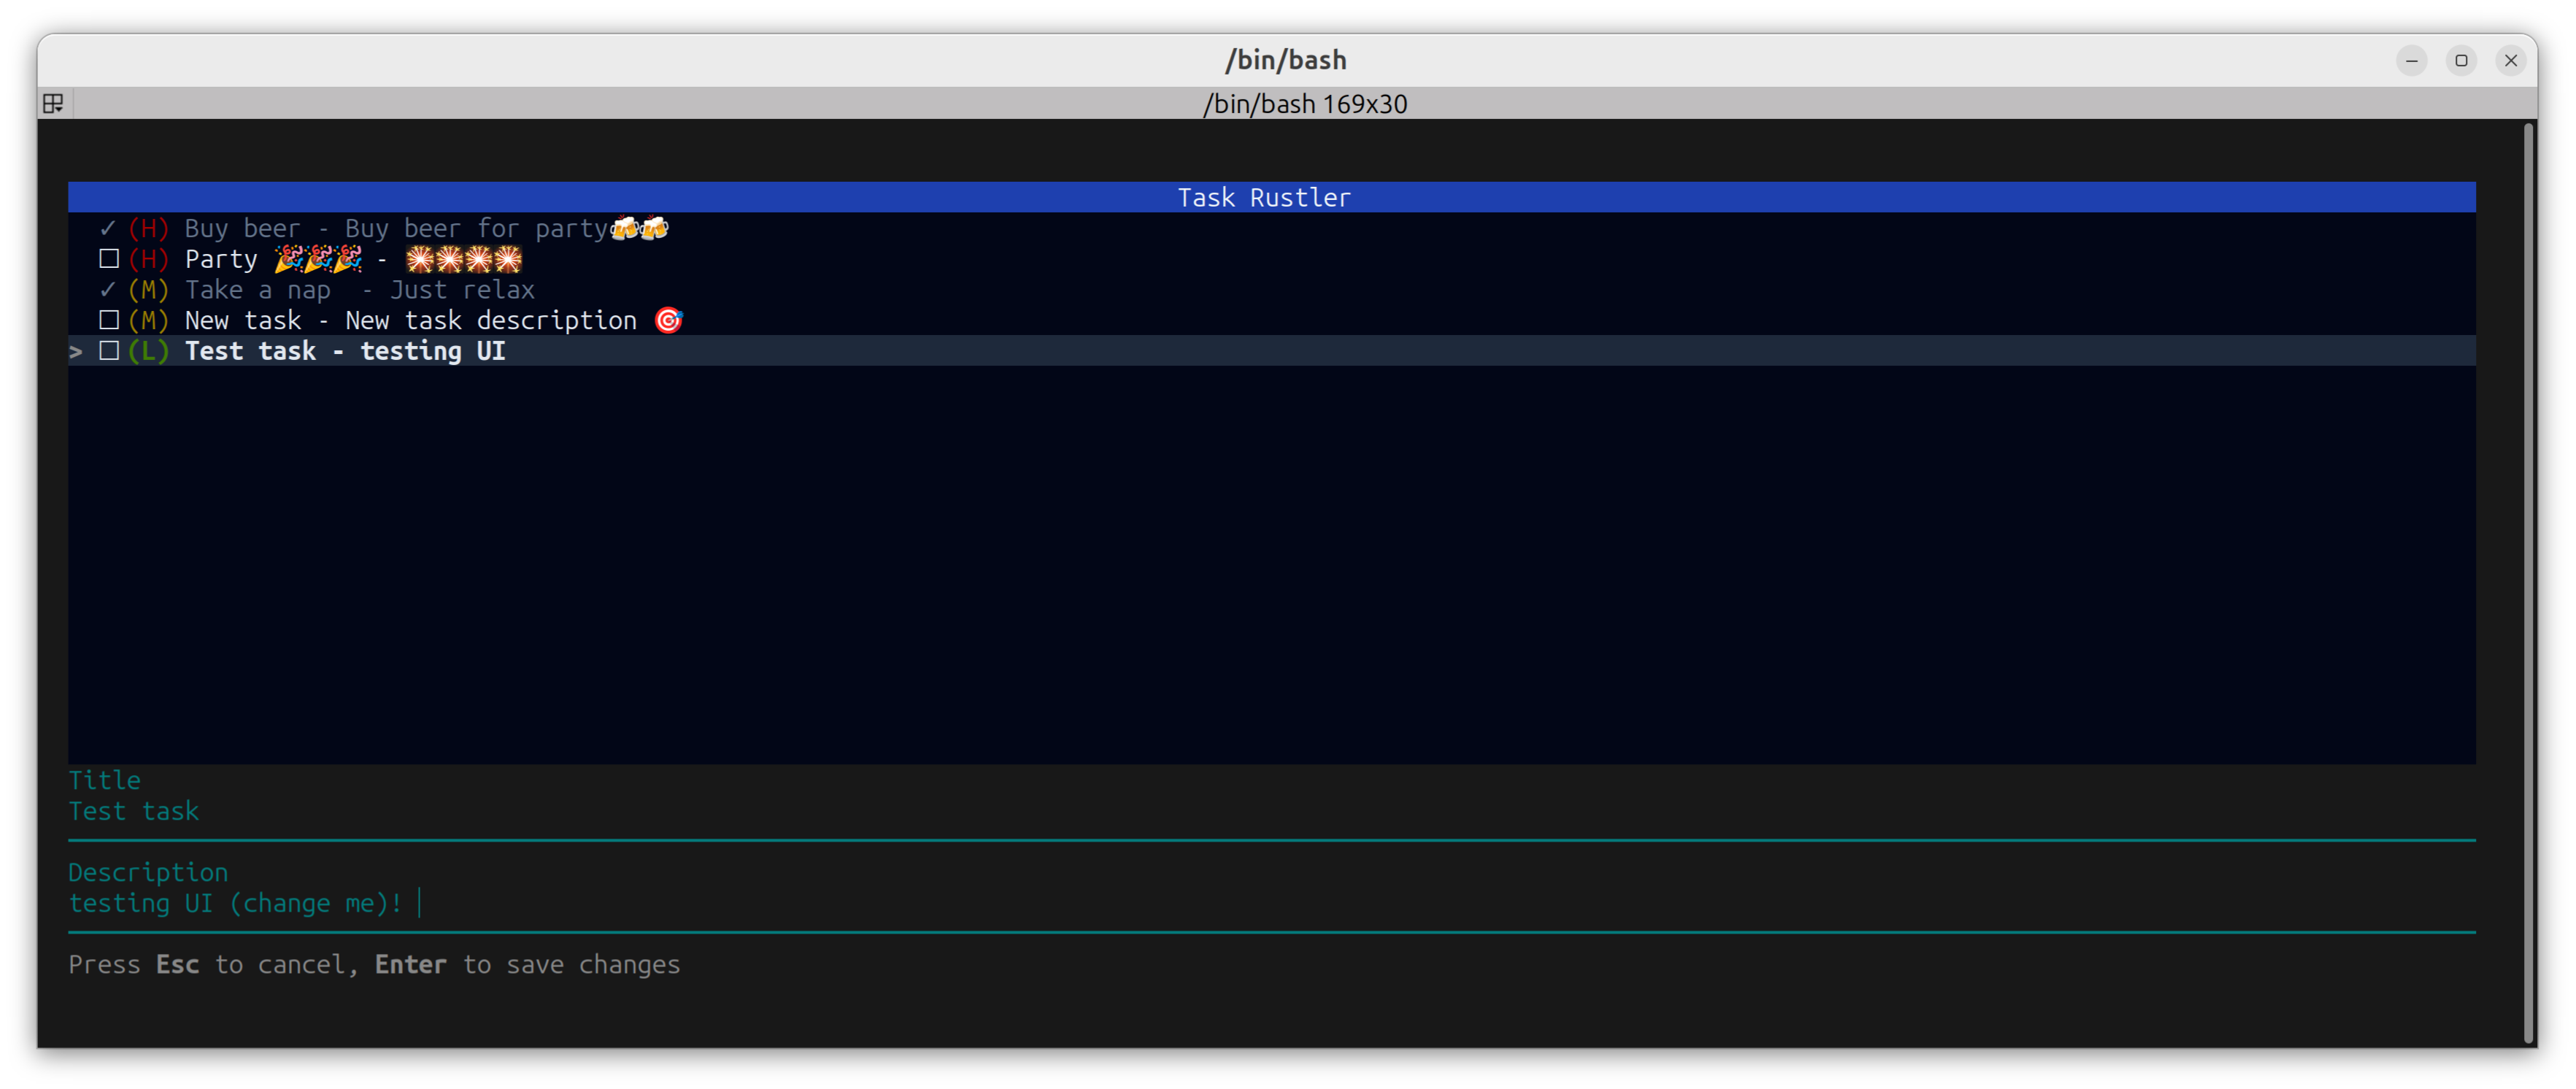 /bin/bash
/bin/bash 169x30
Task Rustler
✓ (H) Buy beer - Buy beer for party🍻🍻
☐ (H) Party 🎉🎉🎉 - 🎇🎇🎇🎇
✓ (M) Take a nap  - Just relax
☐ (M) New task - New task description 🎯
> ☐ (L) Test task - testing UI
Title
Test task
Description
testing UI (change me)!
Press Esc to cancel, Enter to save changes